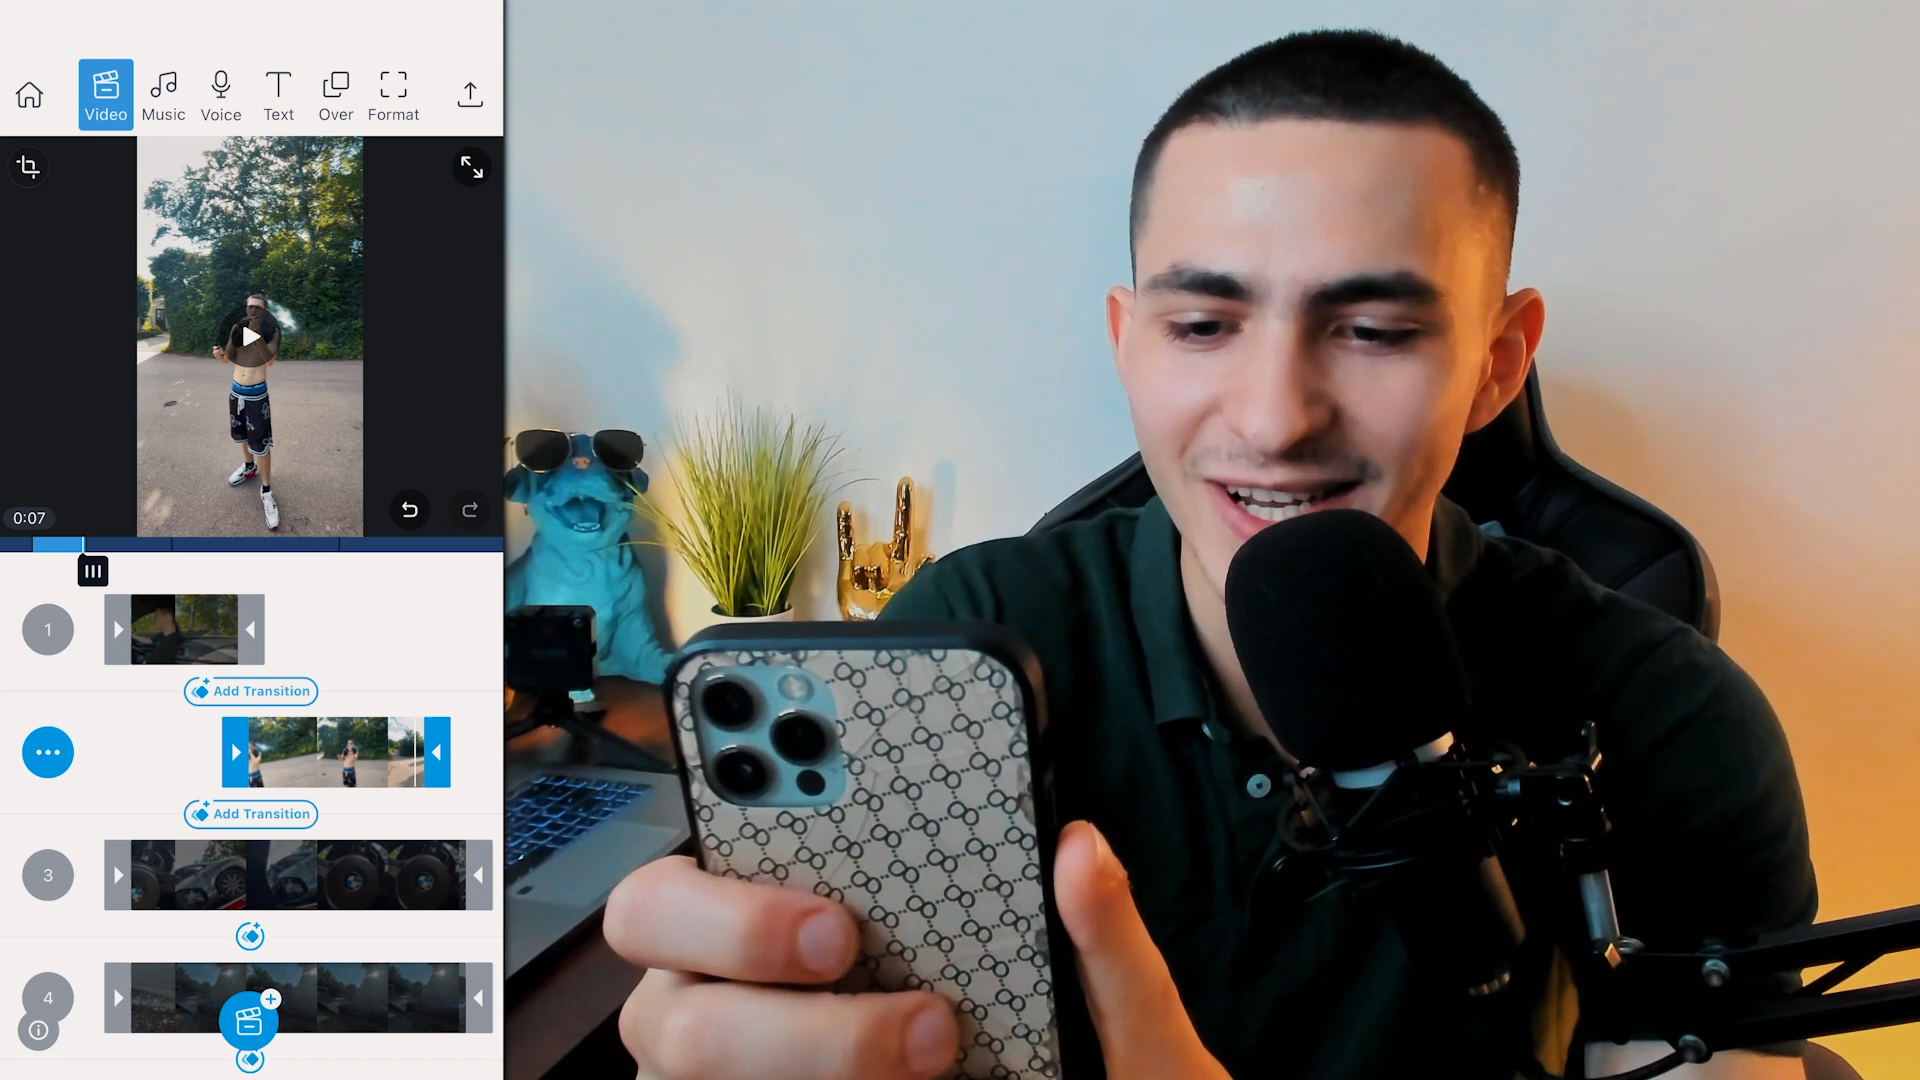 Video Music Voice Text Over Format
0:07
1
Add Transition
Add Transition
3
4